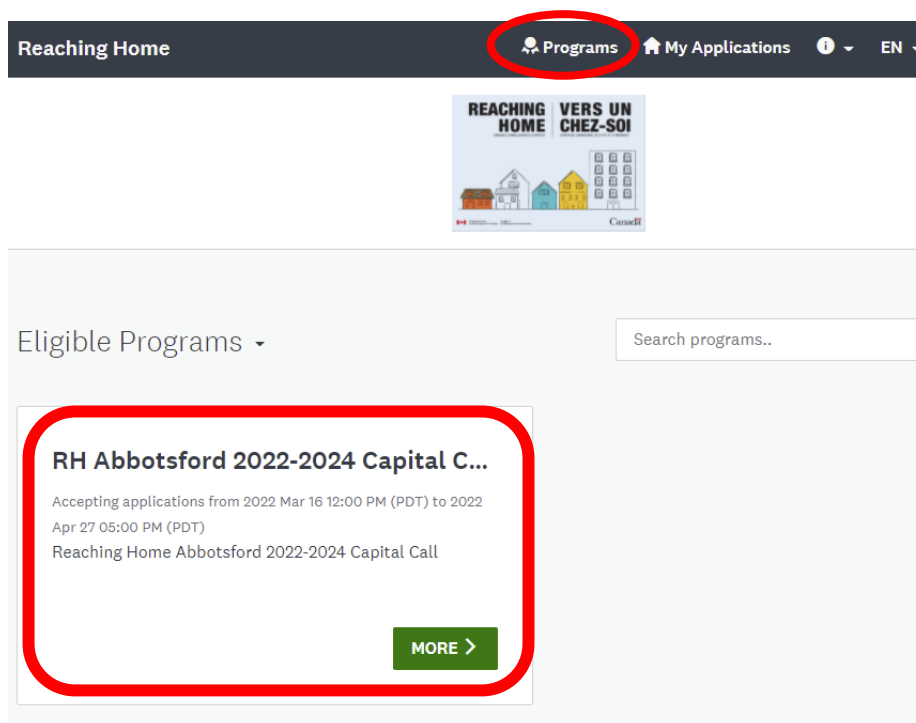 Reaching Home Programs My Applications EN
REACHING HOME VERS UN CHEZ-SOI
Canada
Eligible Programs
Search programs..
RH Abbotsford 2022-2024 Capital C...
Accepting applications from 2022 Mar 16 12:00 PM (PDT) to 2022
Apr 27 05:00 PM (PDT)
Reaching Home Abbotsford 2022-2024 Capital Call
MORE